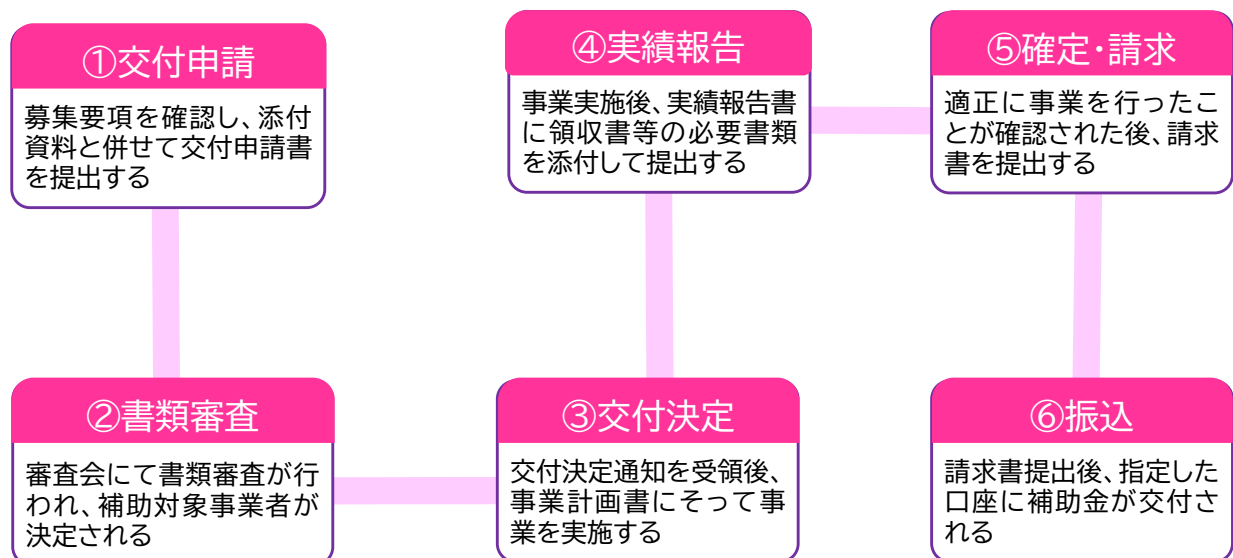 ①交付申請
募集要項を確認し、添付
資料と併せて交付申請書
を提出する
②書類審査
審査会にて書類審査が行
われ、補助対象事業者が
決定される
③交付決定
交付決定通知を受領後、
事業計画書にそって事
業を実施する
④実績報告
事業実施後、実績報告書
に領収書等の必要書類
を添付して提出する
⑤確定・請求
適正に事業を行ったこ
とが確認された後、請求
書を提出する
⑥振込
請求書提出後、指定した
口座に補助金が交付さ
れる